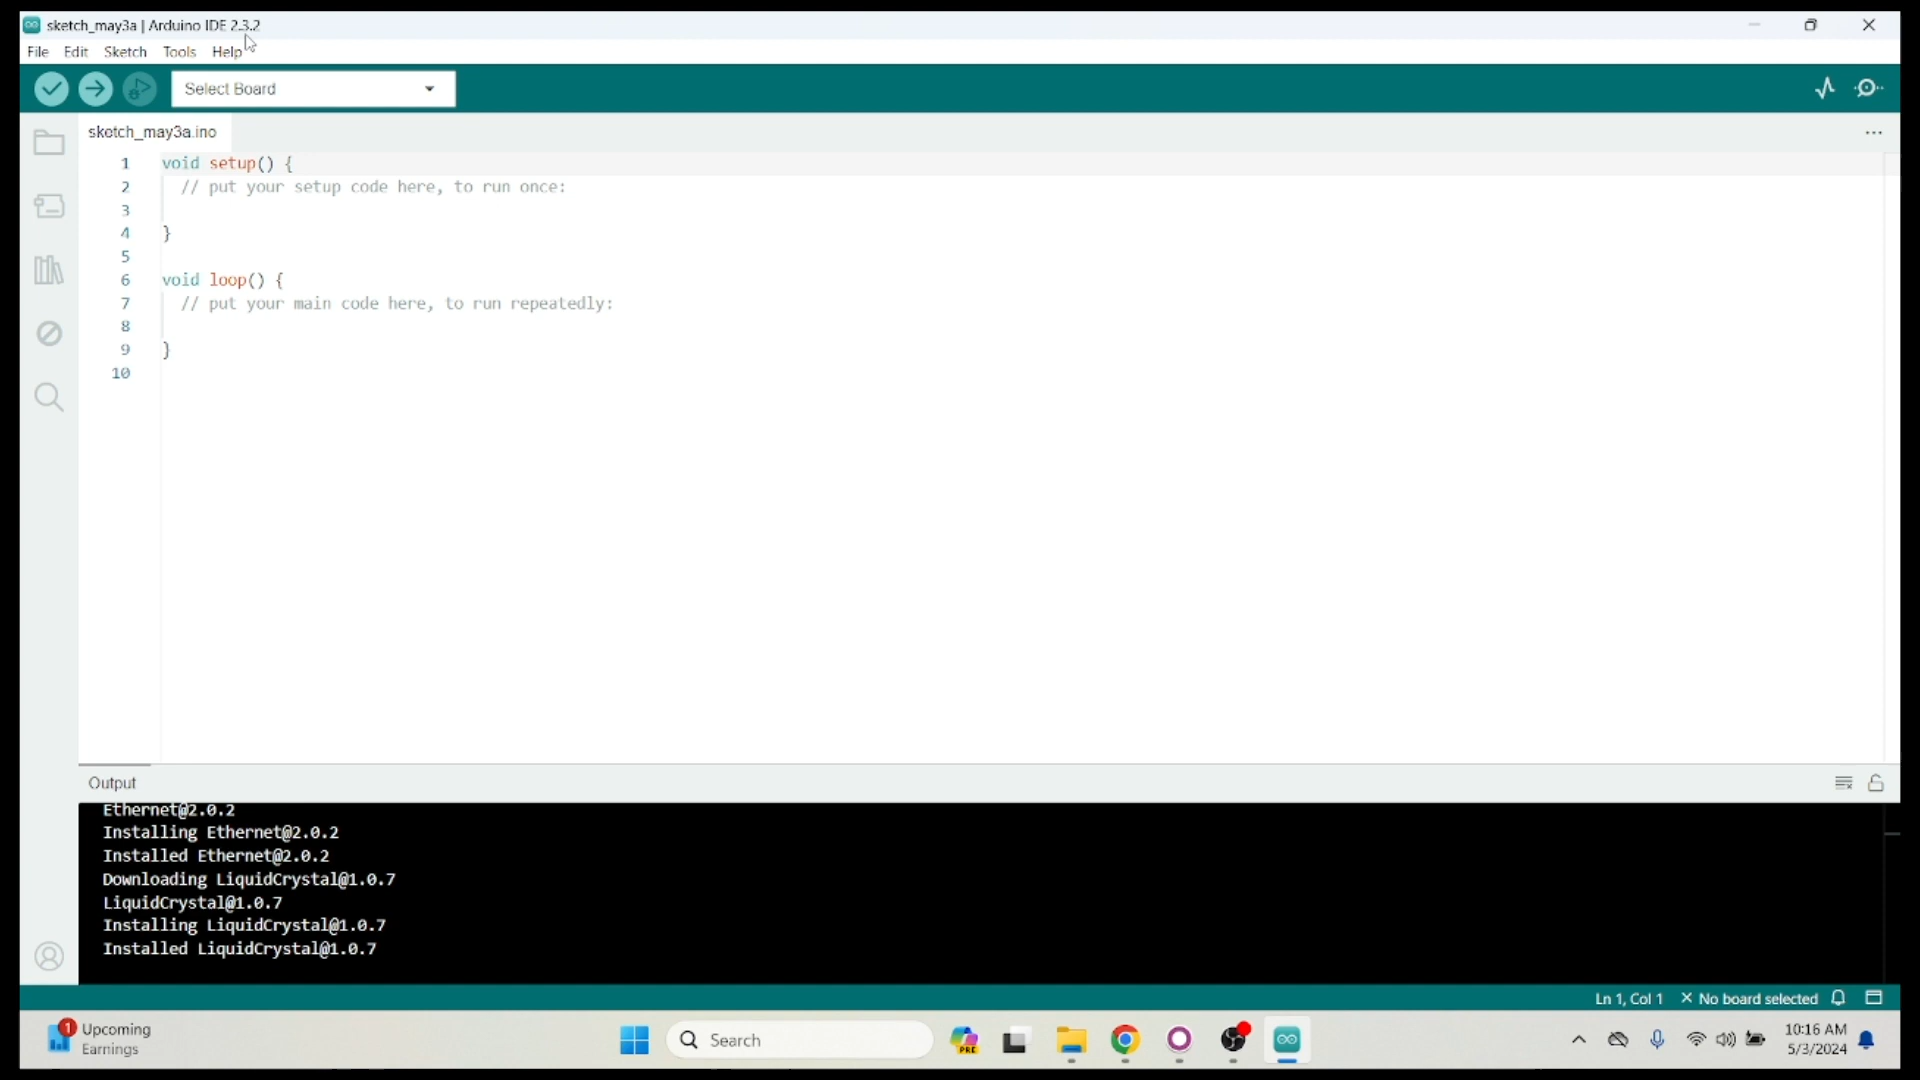 sketch_may3a | Arduino IDE 2.3.2
File Edit Sketch Tools Help
Select Board
sketch_may3a.ino
1 void setup() {
2 // put your setup code here, to run once:
3
4 }
5
6 void loop() {
7 // put your main code here, to run repeatedly:
8
9 }
10
Output
Ethernet@2.0.2
Installing Ethernet@2.0.2
Installed Ethernet@2.0.2
Downloading LiquidCrystal@1.0.7
LiquidCrystal@1.0.7
Installing LiquidCrystal@1.0.7
Installed LiquidCrystal@1.0.7
Ln 1, Col 1 × No board selected
1 Upcoming
Earnings
Search
PRE
10:16 AM
5/3/2024